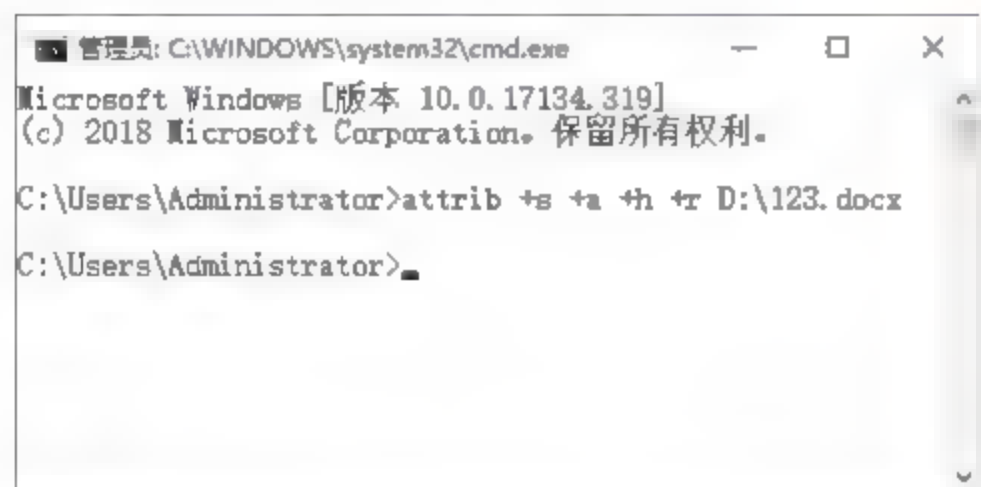 管理员: C:\WINDOWS\system32\cmd.exe
Microsoft Windows [版本 10.0.17134.319]
(c) 2018 Microsoft Corporation。保留所有权利。
C:\Users\Administrator>attrib +s +a +h +r D:\123.docx
C:\Users\Administrator>